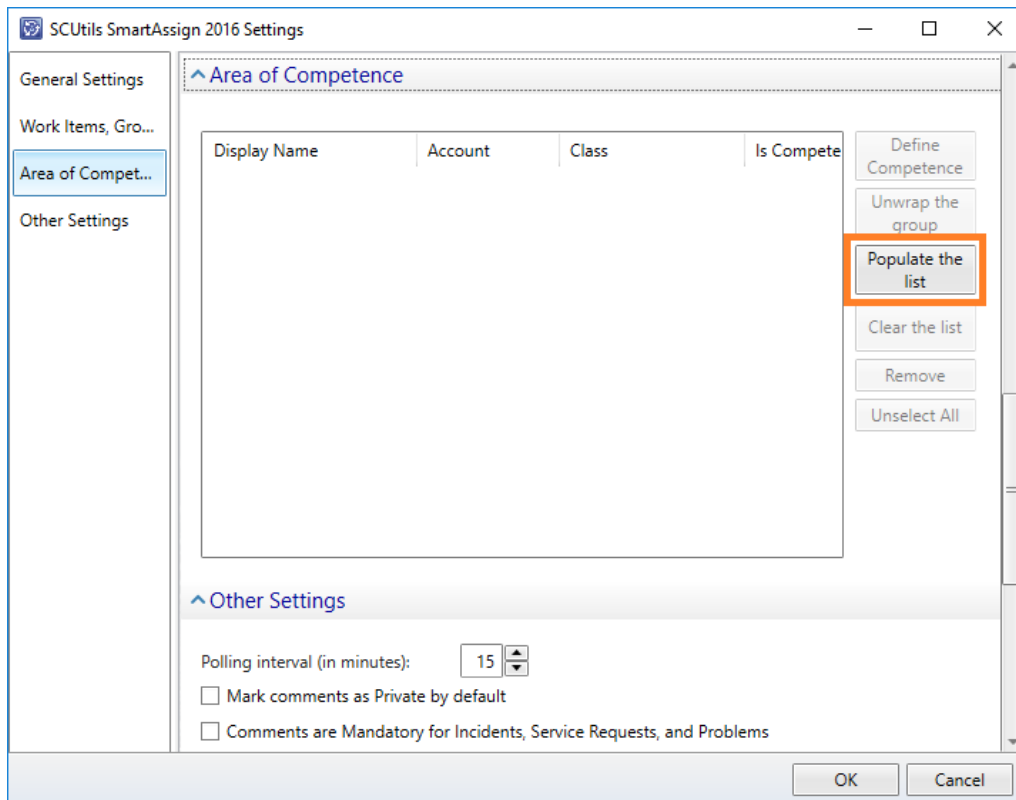 SCUtils SmartAssign 2016 Settings
General Settings
Work Items, Gro...
Area of Compet...
Other Settings
Area of Competence
Display Name Account Class Is Compete
Define
Competence
Unwrap the
group
Populate the
list
Clear the list
Remove
Unselect All
Other Settings
Polling interval (in minutes): 15
Mark comments as Private by default
Comments are Mandatory for Incidents, Service Requests, and Problems
OK Cancel